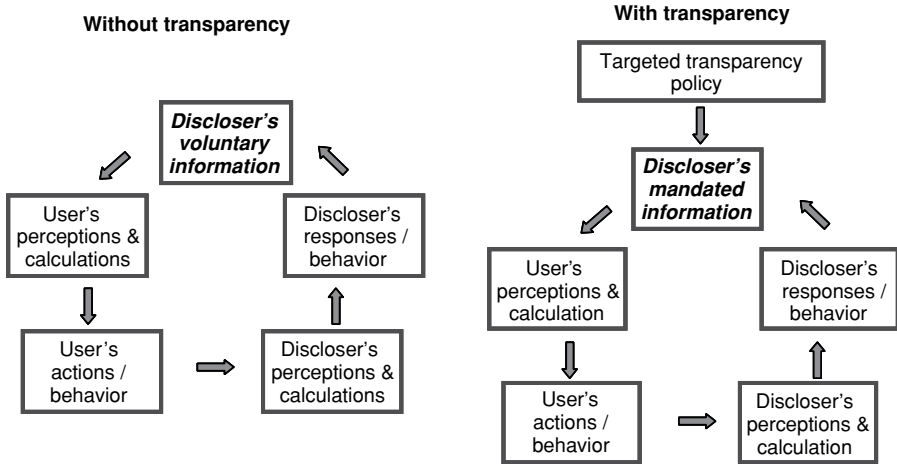 Without transparency
Discloser's
voluntary
information
User's
perceptions &
calculations
Discloser's
responses /
behavior
User's
actions /
behavior
Discloser's
perceptions &
calculations
With transparency
Targeted transparency
policy
Discloser's
mandated
information
User's
perceptions &
calculation
Discloser's
responses /
behavior
User's
actions /
behavior
Discloser's
perceptions &
calculation